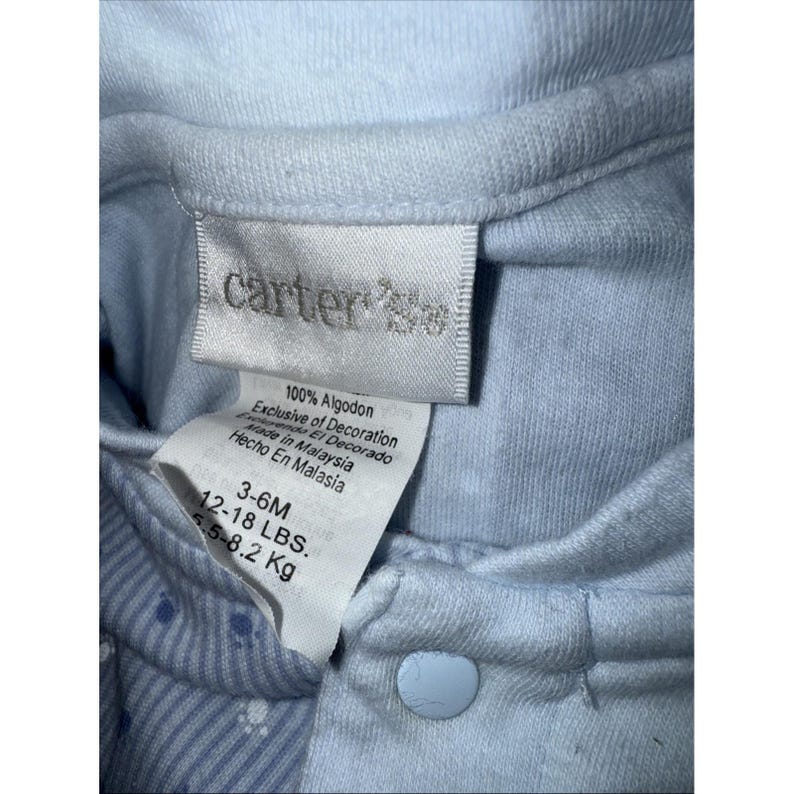 carter's®
100% Algodon
Exclusive of Decoration
Excluyendo El Decorado
Made in Malaysia
Hecho En Malasia
3-6M
12-18 LBS.
5.5-8.2 Kg